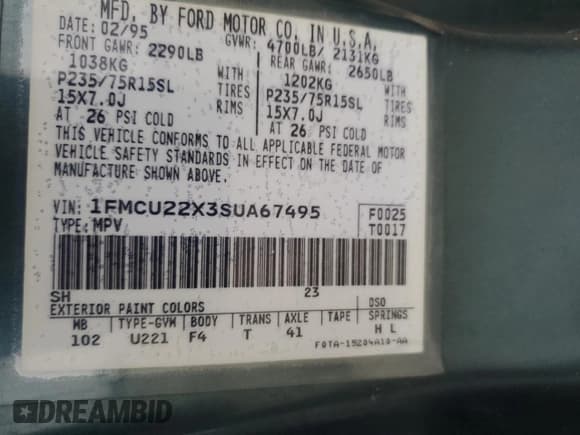 MFD. BY FORD MOTOR CO. IN U.S.A.
DATE: 02/95 GVWR: 4700LB/ 2131KG
FRONT GAWR: 2290LB REAR GAWR: 2650LB
1038KG WITH 1202KG WITH
P235/75R15SL TIRES P235/75R15SL TIRES
15X7.0J RIMS 15X7.0J RIMS
AT 26 PSI COLD AT 26 PSI COLD
THIS VEHICLE CONFORMS TO ALL APPLICABLE FEDERAL MOTOR
VEHICLE SAFETY STANDARDS IN EFFECT ON THE DATE OF
MFR SHOWN ABOVE.
VIN: 1FMCU22X3SUA67495 F0025
TYPE: MPV T0017
SH 23
EXTERIOR PAINT COLORS DSO
MB TYPE-GVW BODY TRANS AXLE TAPE SPRINGS
102 U221 F4 T 41 H L
F0TA-15204A10-AA
DREAMBID